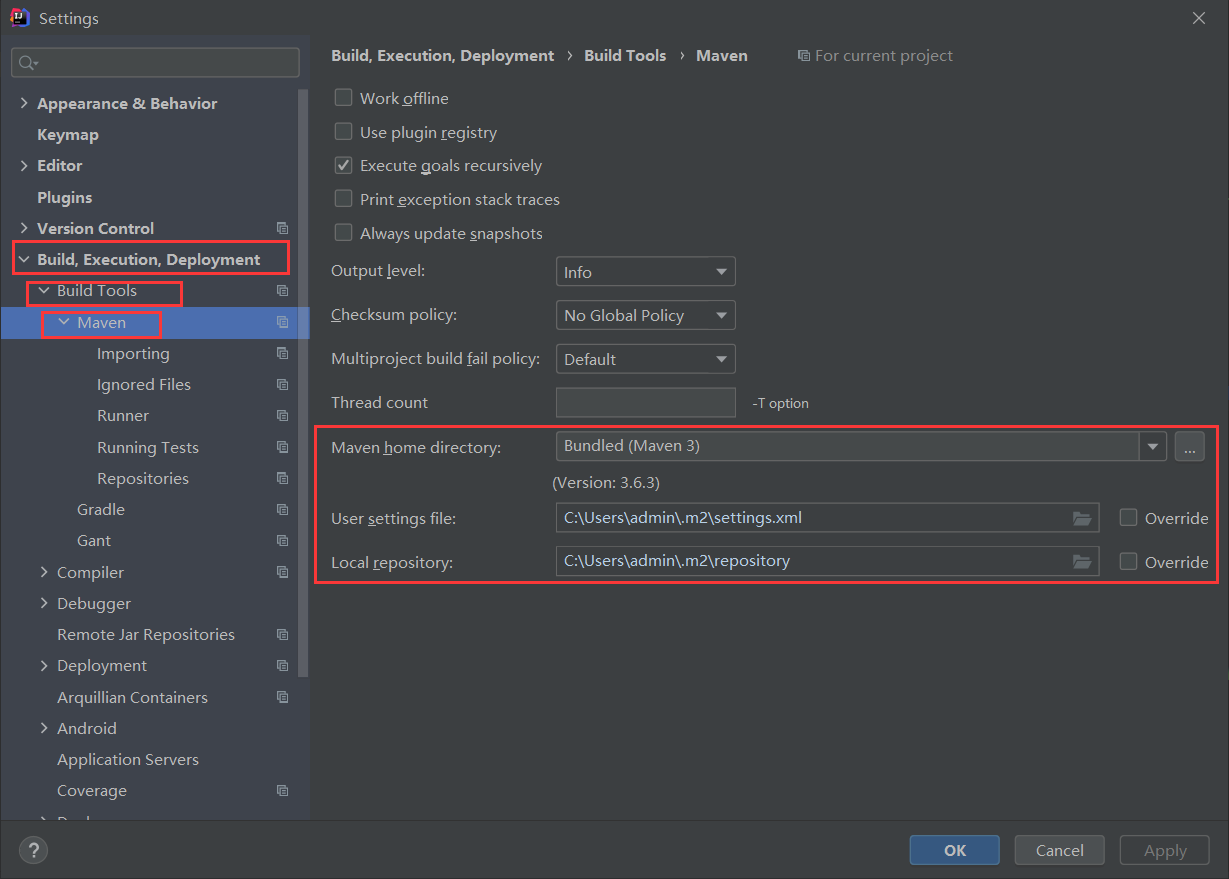 Settings
Build, Execution, Deployment › Build Tools › Maven For current project
Appearance & Behavior
Keymap
Editor
Plugins
Version Control
Build, Execution, Deployment
Build Tools
Maven
Importing
Ignored Files
Runner
Running Tests
Repositories
Gradle
Gant
Compiler
Debugger
Remote Jar Repositories
Deployment
Arquillian Containers
Android
Application Servers
Coverage
Work offline
Use plugin registry
Execute goals recursively
Print exception stack traces
Always update snapshots
Output level: Info
Checksum policy: No Global Policy
Multiproject build fail policy: Default
Thread count -T option
Maven home directory: Bundled (Maven 3) ...
(Version: 3.6.3)
User settings file: C:\Users\admin\.m2\settings.xml Override
Local repository: C:\Users\admin\.m2\repository Override
? OK Cancel Apply